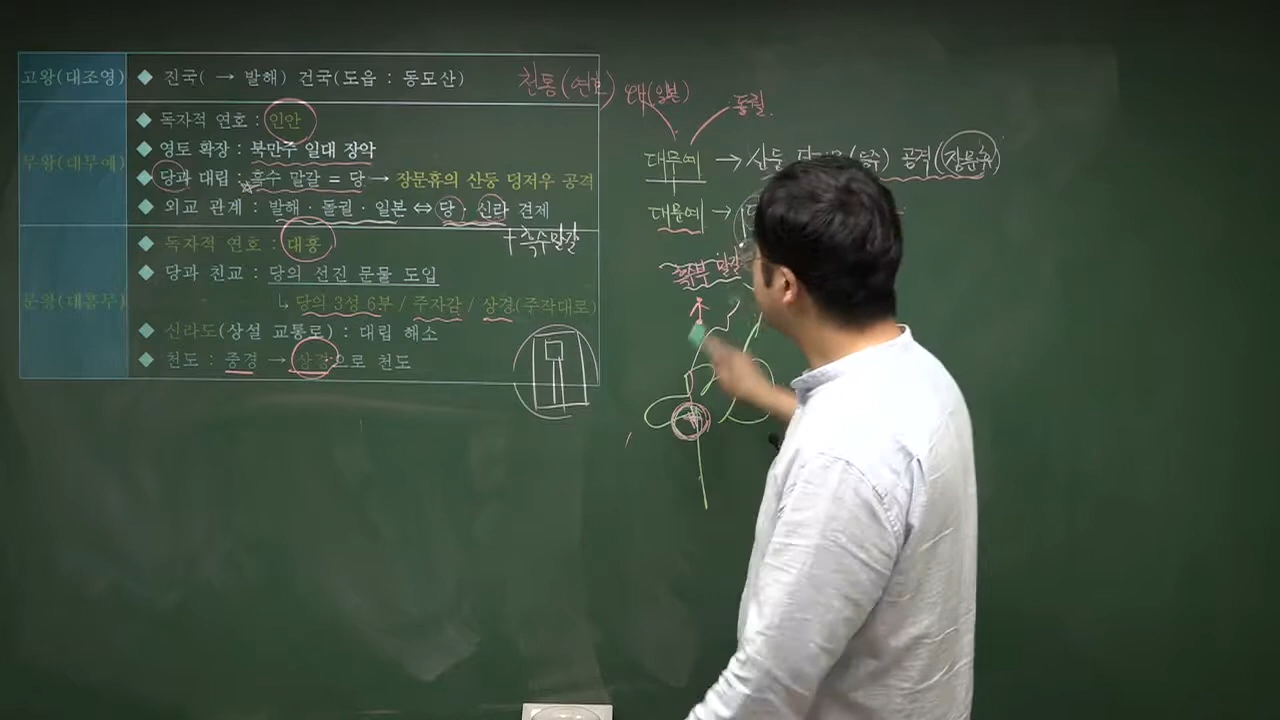 고왕(대조영)
◆ 진국( → 발해) 건국(도읍 : 동모산)
천통(연호)
무왕(대무예)
◆ 독자적 연호 : 인안
◆ 영토 확장 : 북만주 일대 장악
◆ 당과 대립 : 흑수 말갈 = 당 → 장문휴의 산둥 덩저우 공격
◆ 외교 관계 : 발해 · 돌궐 · 일본 ⇔ 당 · 신라 견제
+흑수말갈
문왕(대흠무)
◆ 독자적 연호 : 대흥
◆ 당과 친교 : 당의 선진 문물 도입
↳ 당의 3성 6부 / 주자감 / 상경(주작대로)
◆ 신라도(상설 교통로) : 대립 해소
◆ 천도 : 중경 → 상경으로 천도
(일본)
돌궐.
대무예 → 산둥 공격(장문휴)
대문예 →
말갈